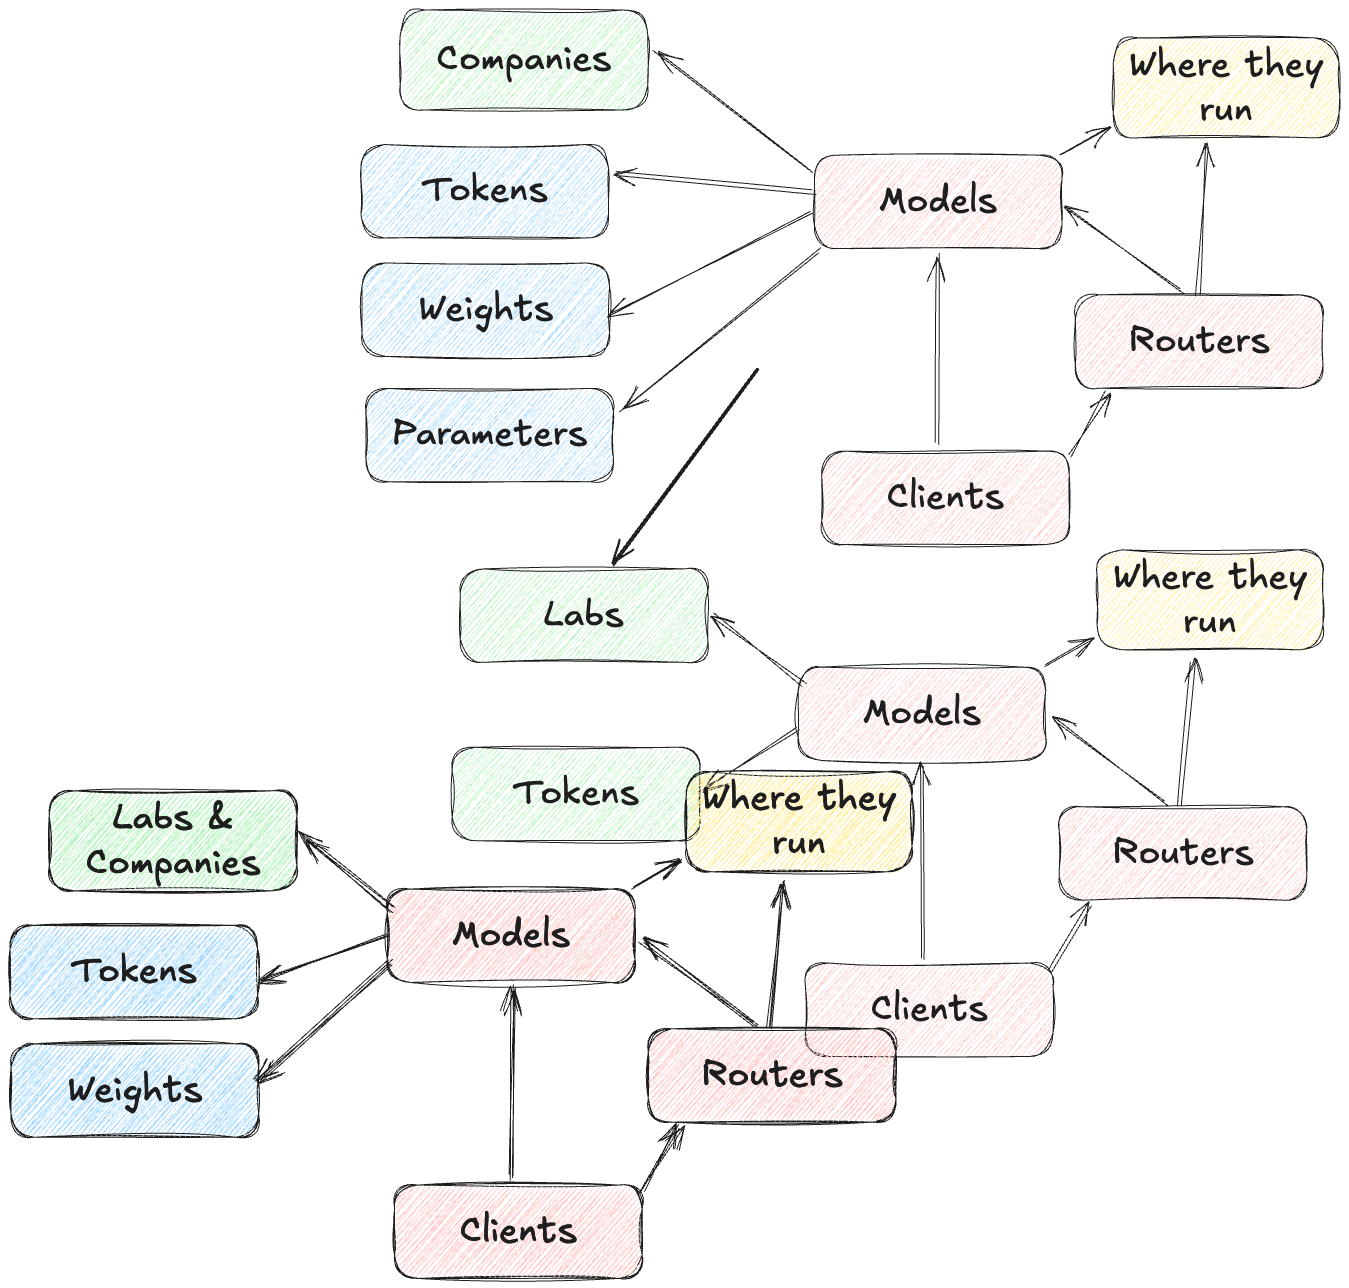 Companies
Where they
run
Tokens
Models
Weights
Routers
Parameters
Clients
Labs
Where they
run
Models
Tokens
Where they
run
Labs &
Companies
Routers
Models
Tokens
Clients
Weights
Routers
Clients